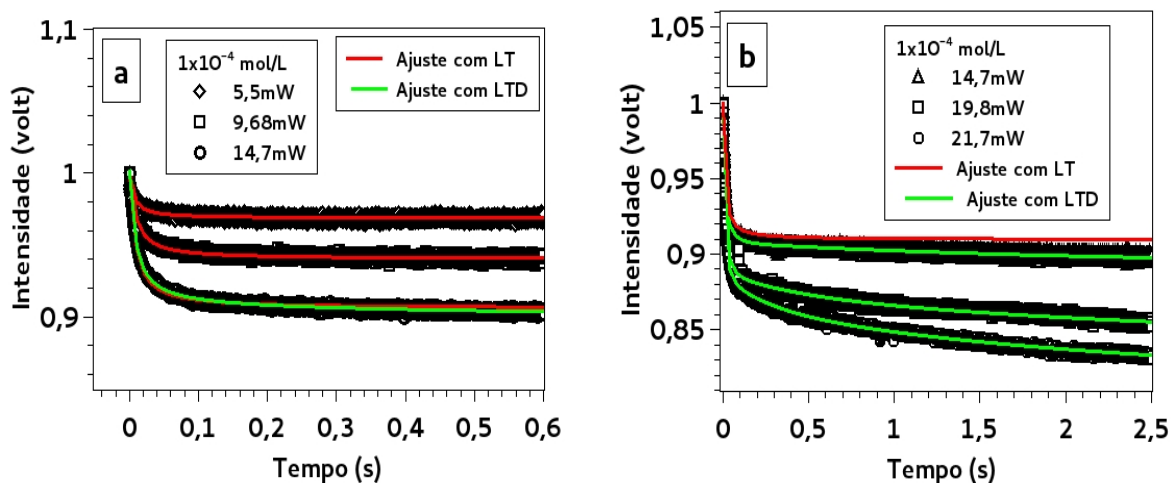 1,1
1
0,9
Intensidade (volt)
a
1x10⁻⁴ mol/L
5,5mW
9,68mW
14,7mW
Ajuste com LT
Ajuste com LTD
0 0,1 0,2 0,3 0,4 0,5 0,6
Tempo (s)
1,05
1
0,95
0,9
0,85
Intensidade (volt)
b
1x10⁻⁴ mol/L
14,7mW
19,8mW
21,7mW
Ajuste com LT
Ajuste com LTD
0 0,5 1 1,5 2 2,5
Tempo (s)